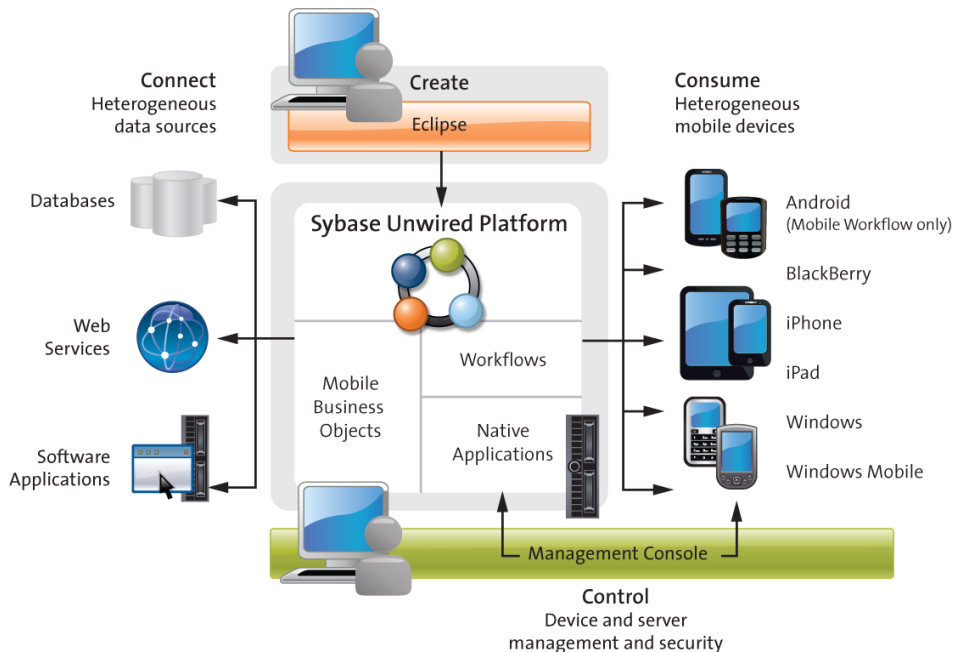 Connect
Heterogeneous
data sources
Create
Eclipse
Consume
Heterogeneous
mobile devices
Databases
Web
Services
Software
Applications
Sybase Unwired Platform
Mobile
Business
Objects
Workflows
Native
Applications
Android
(Mobile Workflow only)
BlackBerry
iPhone
iPad
Windows
Windows Mobile
Management Console
Control
Device and server
management and security